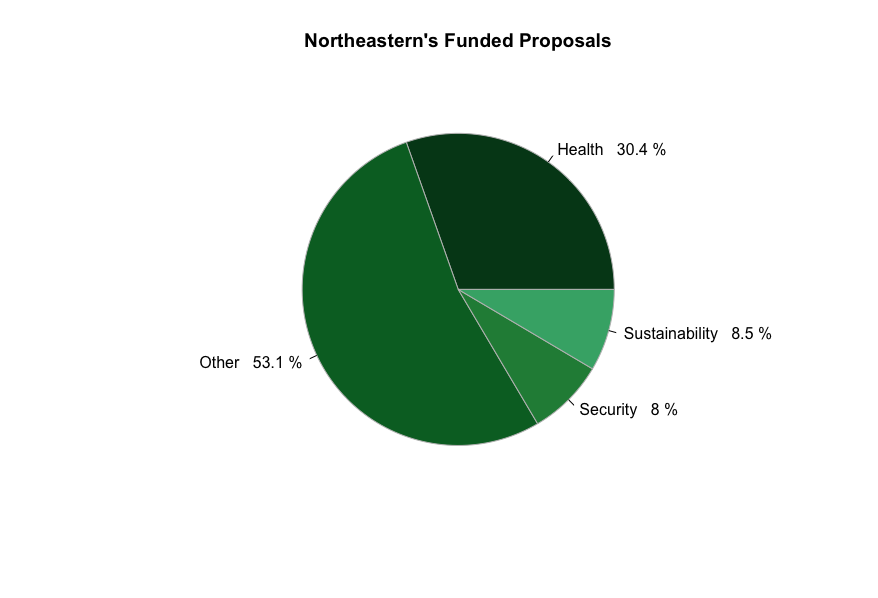 Northeastern's Funded Proposals
Health 30.4 %
Sustainability 8.5 %
Other 53.1 %
Security 8 %